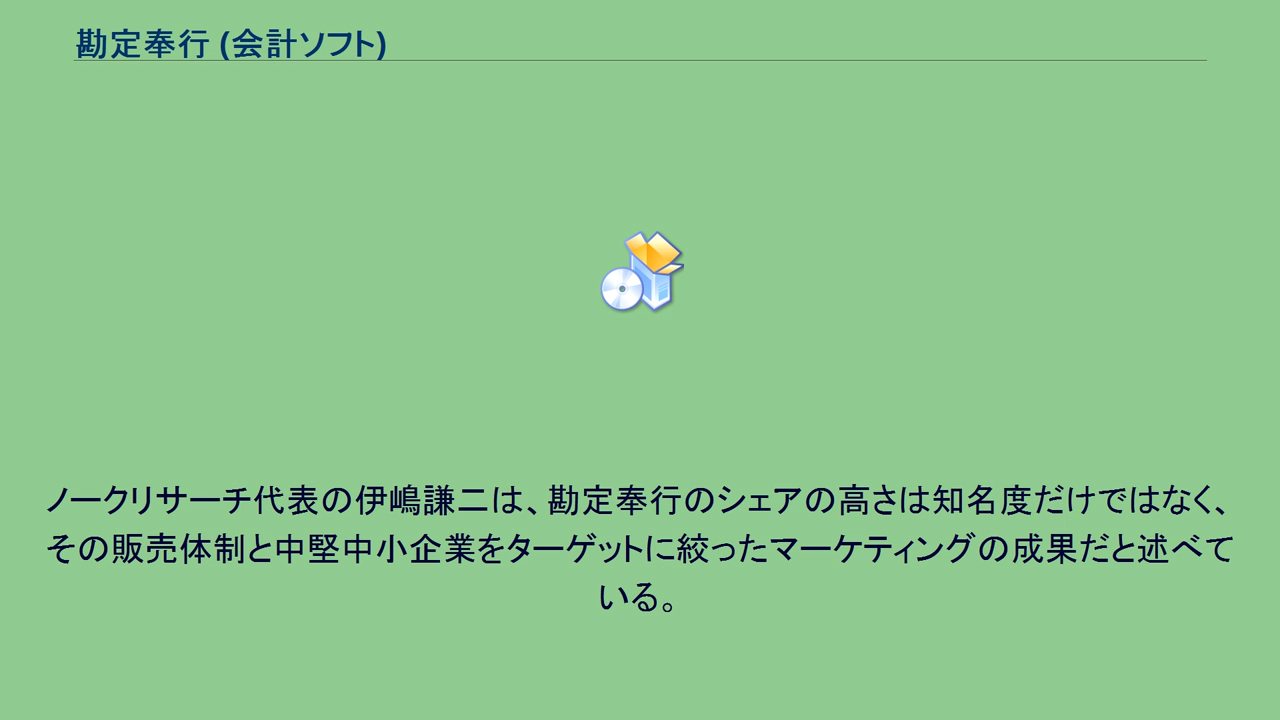 勘定奉行 (会計ソフト)
ノークリサーチ代表の伊嶋謙二は、勘定奉行のシェアの高さは知名度だけではなく、
その販売体制と中堅中小企業をターゲットに絞ったマーケティングの成果だと述べて
いる。